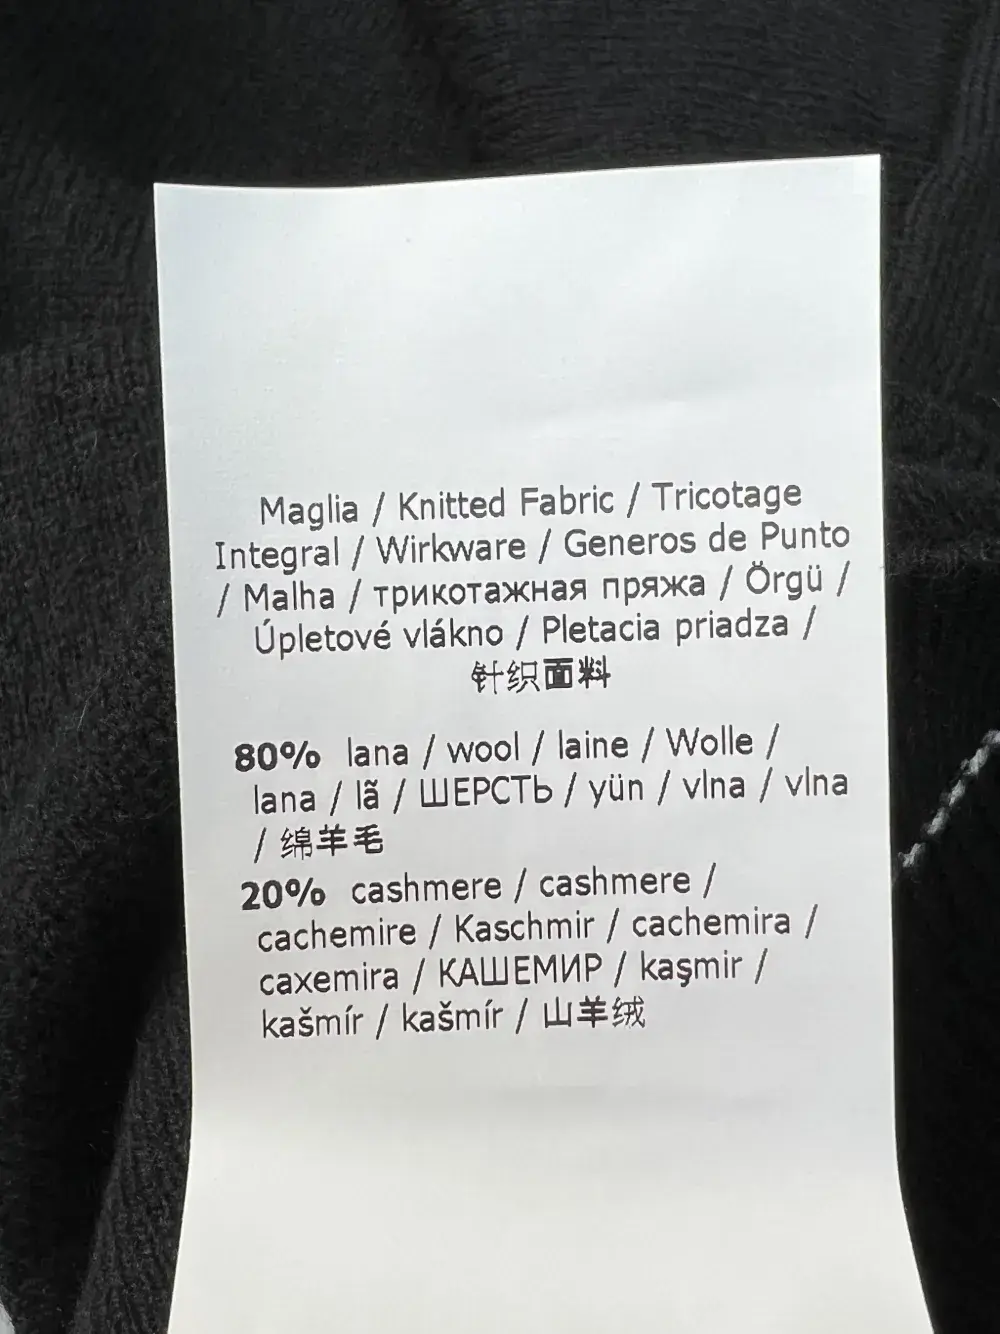 Maglia / Knitted Fabric / Tricotage
Integral / Wirkware / Generos de Punto
/ Malha / трикотажная пряжа / Örgü /
Úpletové vlákno / Pletacia priadza /
针织面料
80% lana / wool / laine / Wolle /
lana / lã / ШЕРСТЬ / yün / vlna / vlna
/ 绵羊毛
20% cashmere / cashmere /
cachemire / Kaschmir / cachemira /
caxemira / КАШЕМИР / kaşmir /
kašmír / kašmír / 山羊绒